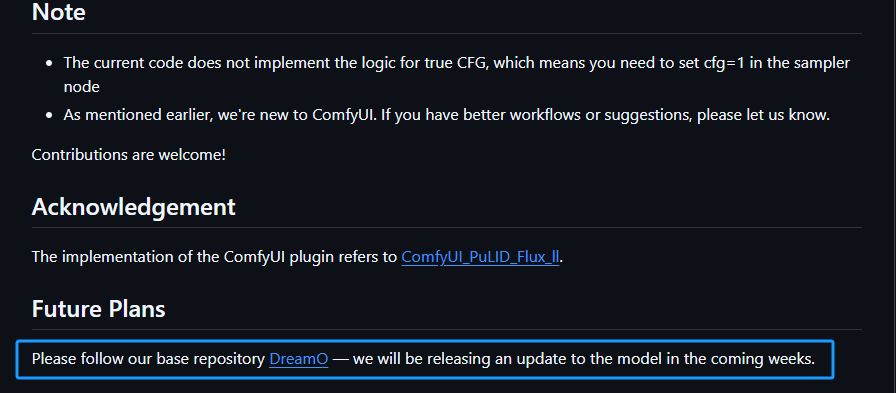 Note
• The current code does not implement the logic for true CFG, which means you need to set cfg=1 in the sampler
node
• As mentioned earlier, we're new to ComfyUI. If you have better workflows or suggestions, please let us know.
Contributions are welcome!
Acknowledgement
The implementation of the ComfyUI plugin refers to ComfyUI_PuLID_Flux_ll.
Future Plans
Please follow our base repository DreamO — we will be releasing an update to the model in the coming weeks.